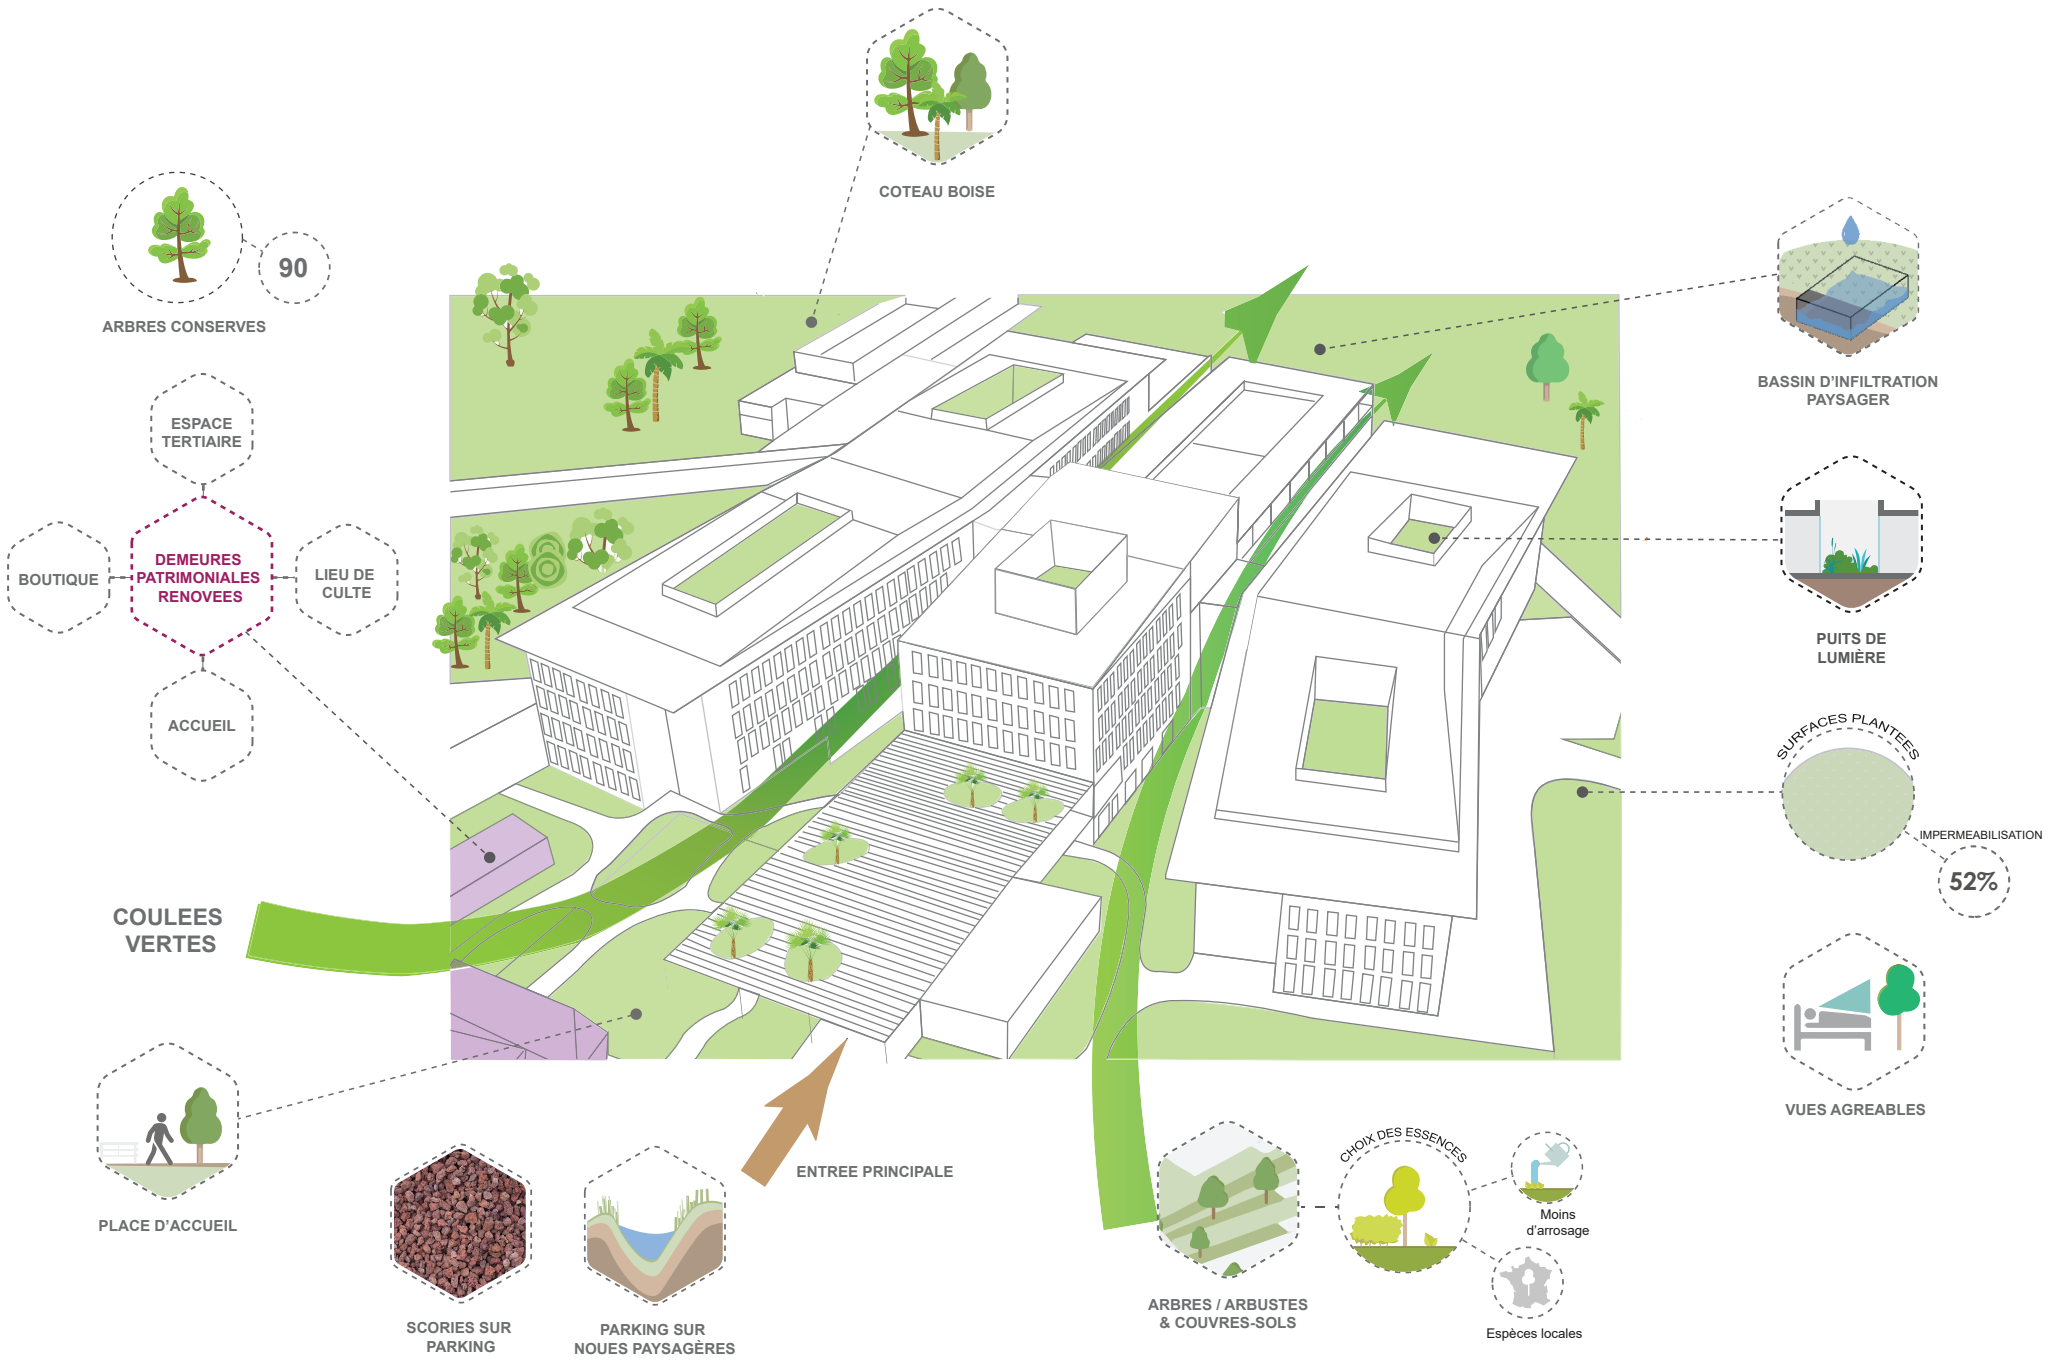 COTEAU BOISE
90
ARBRES CONSERVES
ESPACE
TERTIAIRE
BOUTIQUE
DEMEURES
PATRIMONIALES
RENOVEES
LIEU DE
CULTE
ACCUEIL
COULEES
VERTES
PLACE D'ACCUEIL
SCORIES SUR
PARKING
PARKING SUR
NOUES PAYSAGÈRES
ENTREE PRINCIPALE
ARBRES / ARBUSTES
& COUVRES-SOLS
CHOIX DES ESSENCES
Moins
d'arrosage
Espèces locales
BASSIN D'INFILTRATION
PAYSAGER
PUITS DE
LUMIÈRE
SURFACES PLANTEES
IMPERMEABILISATION
52%
VUES AGREABLES